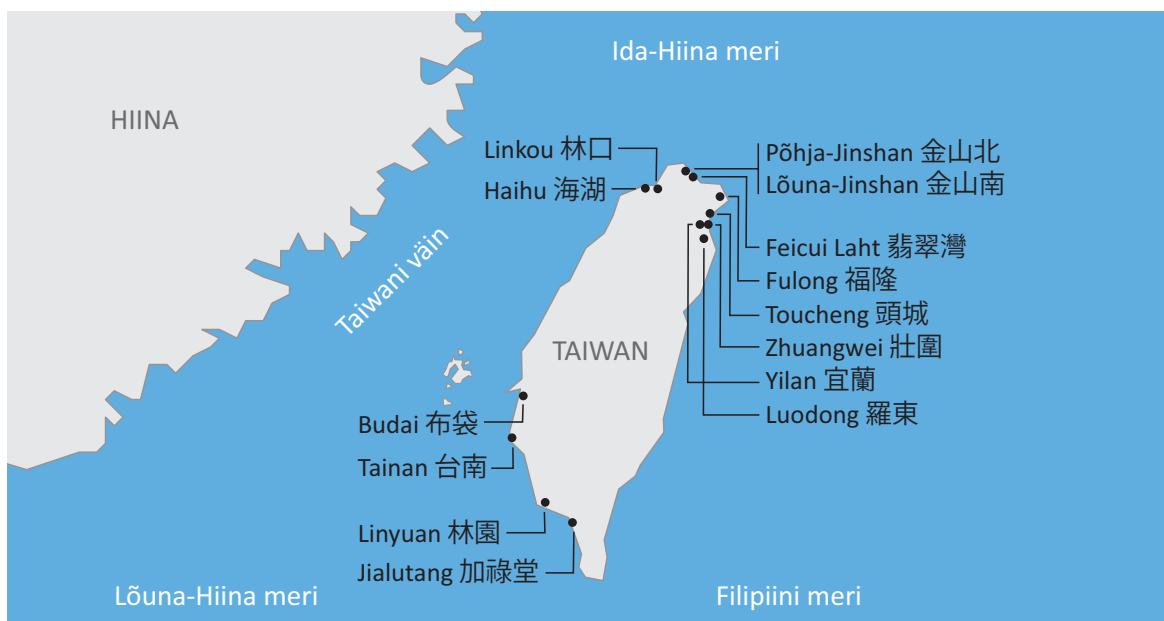 Ida-Hiina meri
HIINA
Linkou 林口
Haihu 海湖
Põhja-Jinshan 金山北
Lõuna-Jinshan 金山南
Feicui Laht 翡翠灣
Fulong 福隆
Toucheng 頭城
Zhuangwei 壯圍
Yilan 宜蘭
Luodong 羅東
Taiwani väin
TAIWAN
Budai 布袋
Tainan 台南
Linyuan 林園
Jialutang 加祿堂
Lõuna-Hiina meri
Filipiini meri